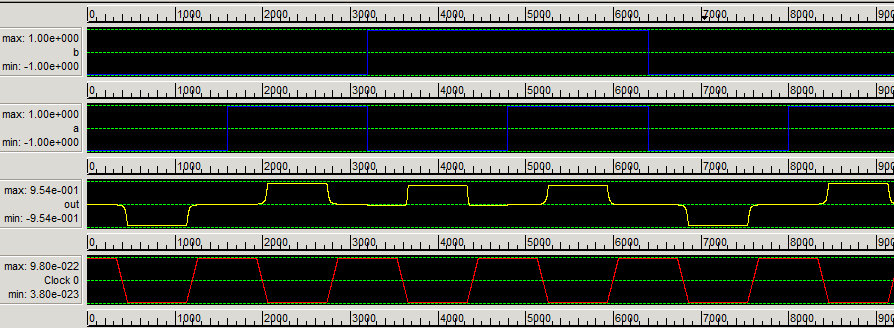 0 1000 2000 3000 4000 5000 6000 7000 8000 900
max: 1.00e+000
b
min: -1.00e+000
0 1000 2000 3000 4000 5000 6000 7000 8000 900
max: 1.00e+000
a
min: -1.00e+000
0 1000 2000 3000 4000 5000 6000 7000 8000 900
max: 9.54e-001
out
min: -9.54e-001
0 1000 2000 3000 4000 5000 6000 7000 8000 900
max: 9.80e-022
Clock 0
min: 3.80e-023
0 1000 2000 3000 4000 5000 6000 7000 8000 900